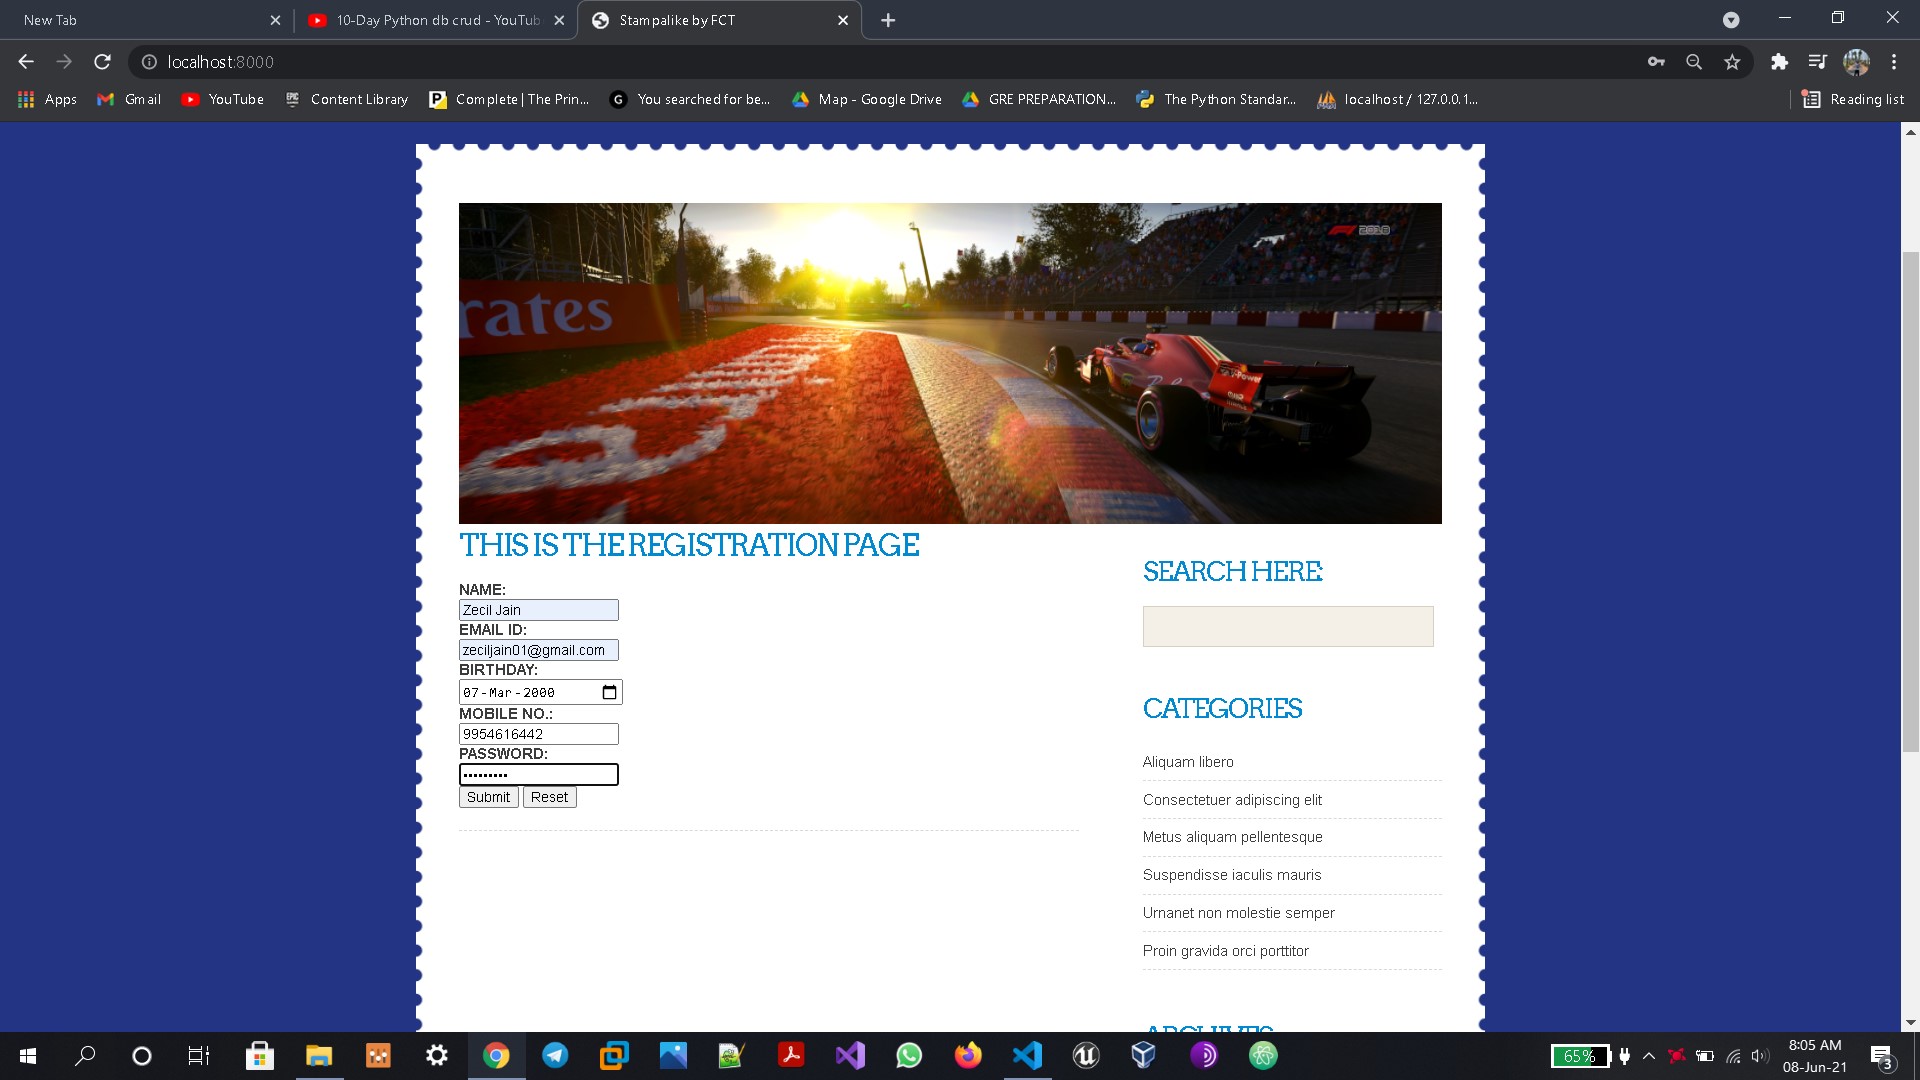 New Tab
10-Day Python db crud - YouTub
Stampalike by FCT
localhost:8000
Apps
Gmail
YouTube
EPIC
Content Library
Complete | The Prin...
G
You searched for be...
Map - Google Drive
GRE PREPARATION...
The Python Standar...
localhost / 127.0.0.1...
Reading list
F1 2018
rates
THIS IS THE REGISTRATION PAGE
NAME:
Zecil Jain
EMAIL ID:
zeciljain01@gmail.com
BIRTHDAY:
07-Mar-2000
MOBILE NO.:
9954616442
PASSWORD:
•••••••••
Submit Reset
SEARCH HERE:
CATEGORIES
Aliquam libero
Consectetuer adipiscing elit
Metus aliquam pellentesque
Suspendisse iaculis mauris
Urnanet non molestie semper
Proin gravida orci porttitor
ARCHIVES
65%
8:05 AM
08-Jun-21
3